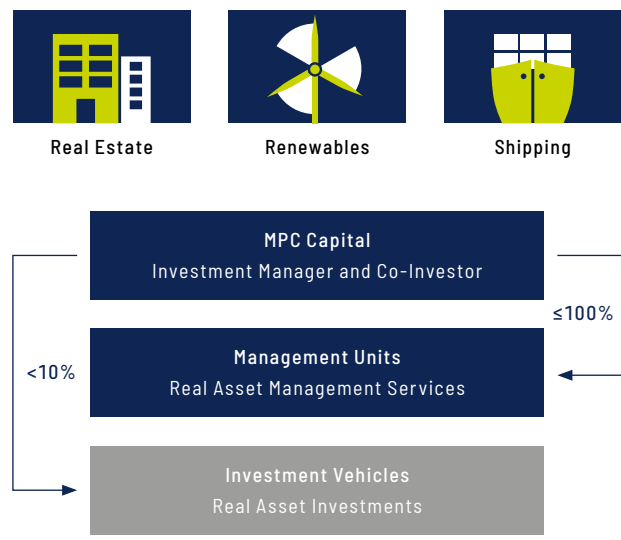 Real Estate
Renewables
Shipping
MPC Capital
Investment Manager and Co-Investor
≤100%
<10%
Management Units
Real Asset Management Services
Investment Vehicles
Real Asset Investments